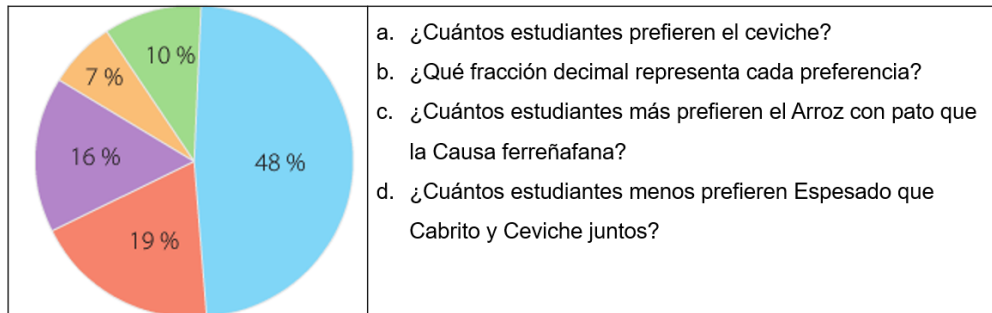 10 %
7 %
16 %
48 %
19 %
a. ¿Cuántos estudiantes prefieren el ceviche?
b. ¿Qué fracción decimal representa cada preferencia?
c. ¿Cuántos estudiantes más prefieren el Arroz con pato que
la Causa ferreñafana?
d. ¿Cuántos estudiantes menos prefieren Espesado que
Cabrito y Ceviche juntos?